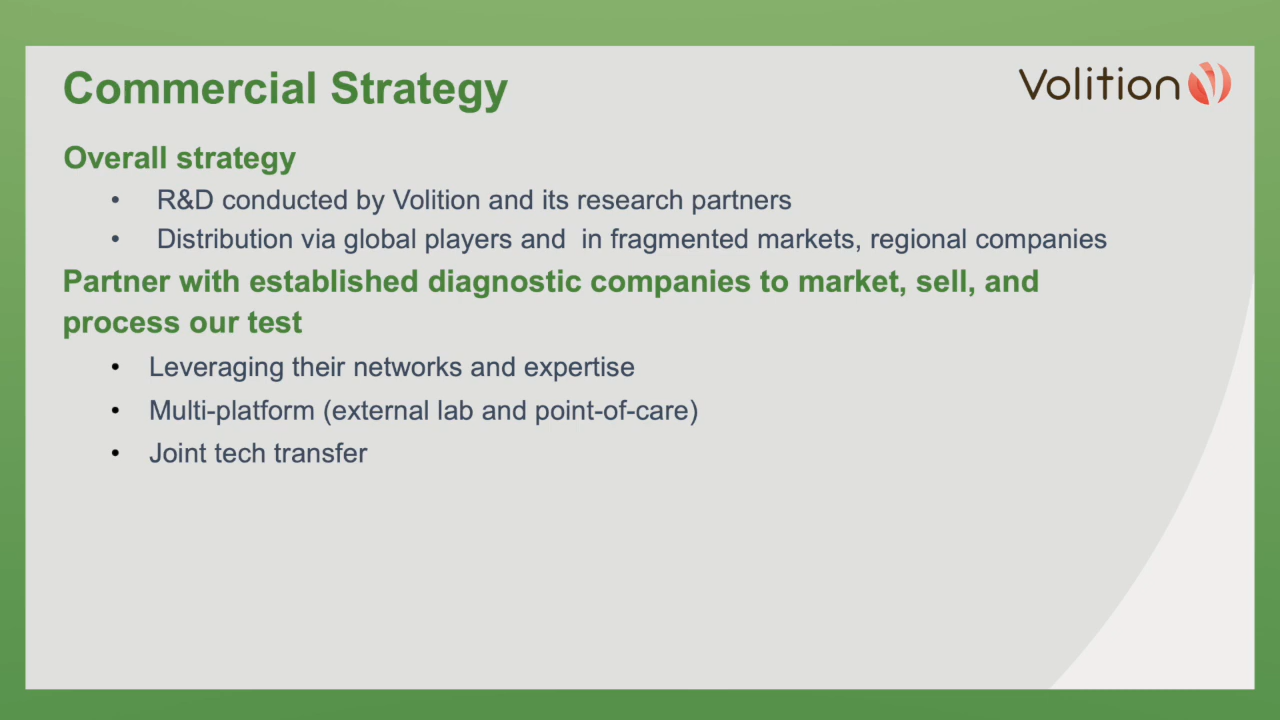 Commercial Strategy
Volition
Overall strategy
• R&D conducted by Volition and its research partners
• Distribution via global players and  in fragmented markets, regional companies
Partner with established diagnostic companies to market, sell, and
process our test
• Leveraging their networks and expertise
• Multi-platform (external lab and point-of-care)
• Joint tech transfer